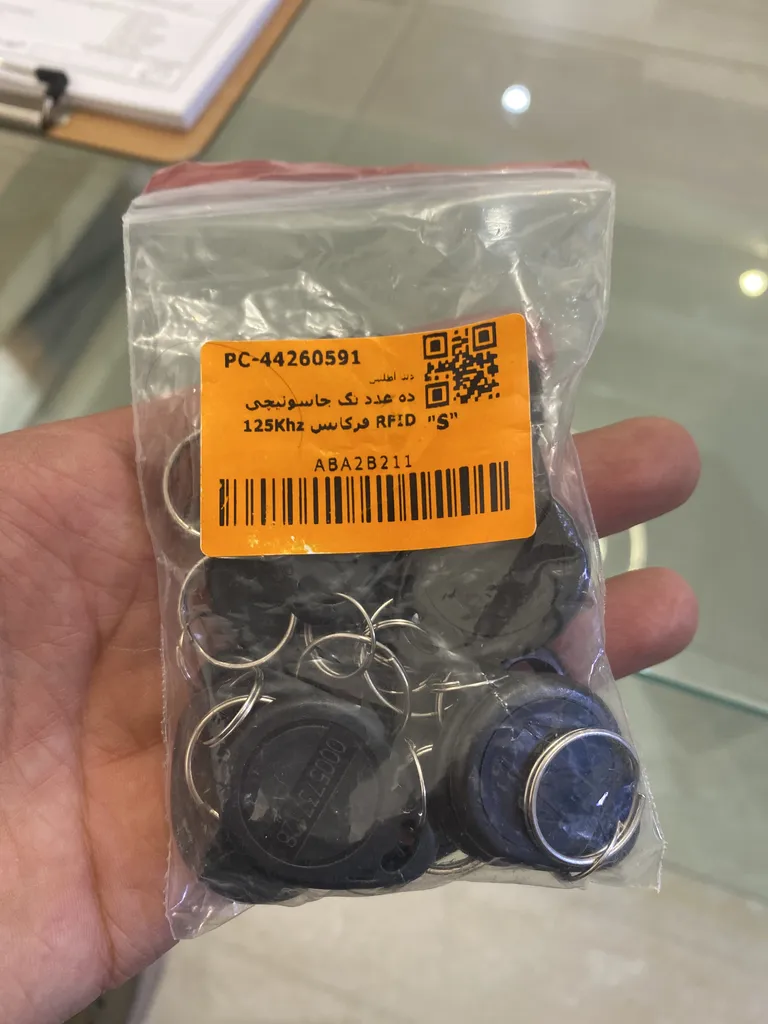 PC-44260591
ده عدد تگ جاسوئیچی
RFID فرکانس 125Khz "S"
ABA2B211